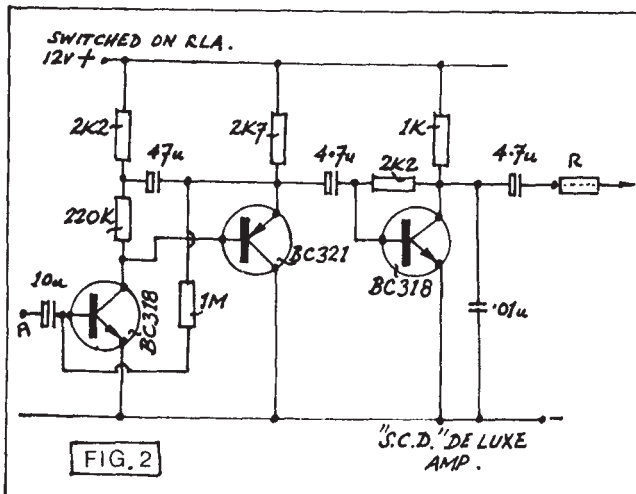 SWITCHED ON RLA.
12V +
2K2
2K7
1K
47u
4.7u
2K2
4.7u
R
220K
BC321
BC318
10u
1M
.01u
A
BC318
-
"S.C.D." DE LUXE
AMP.
FIG. 2